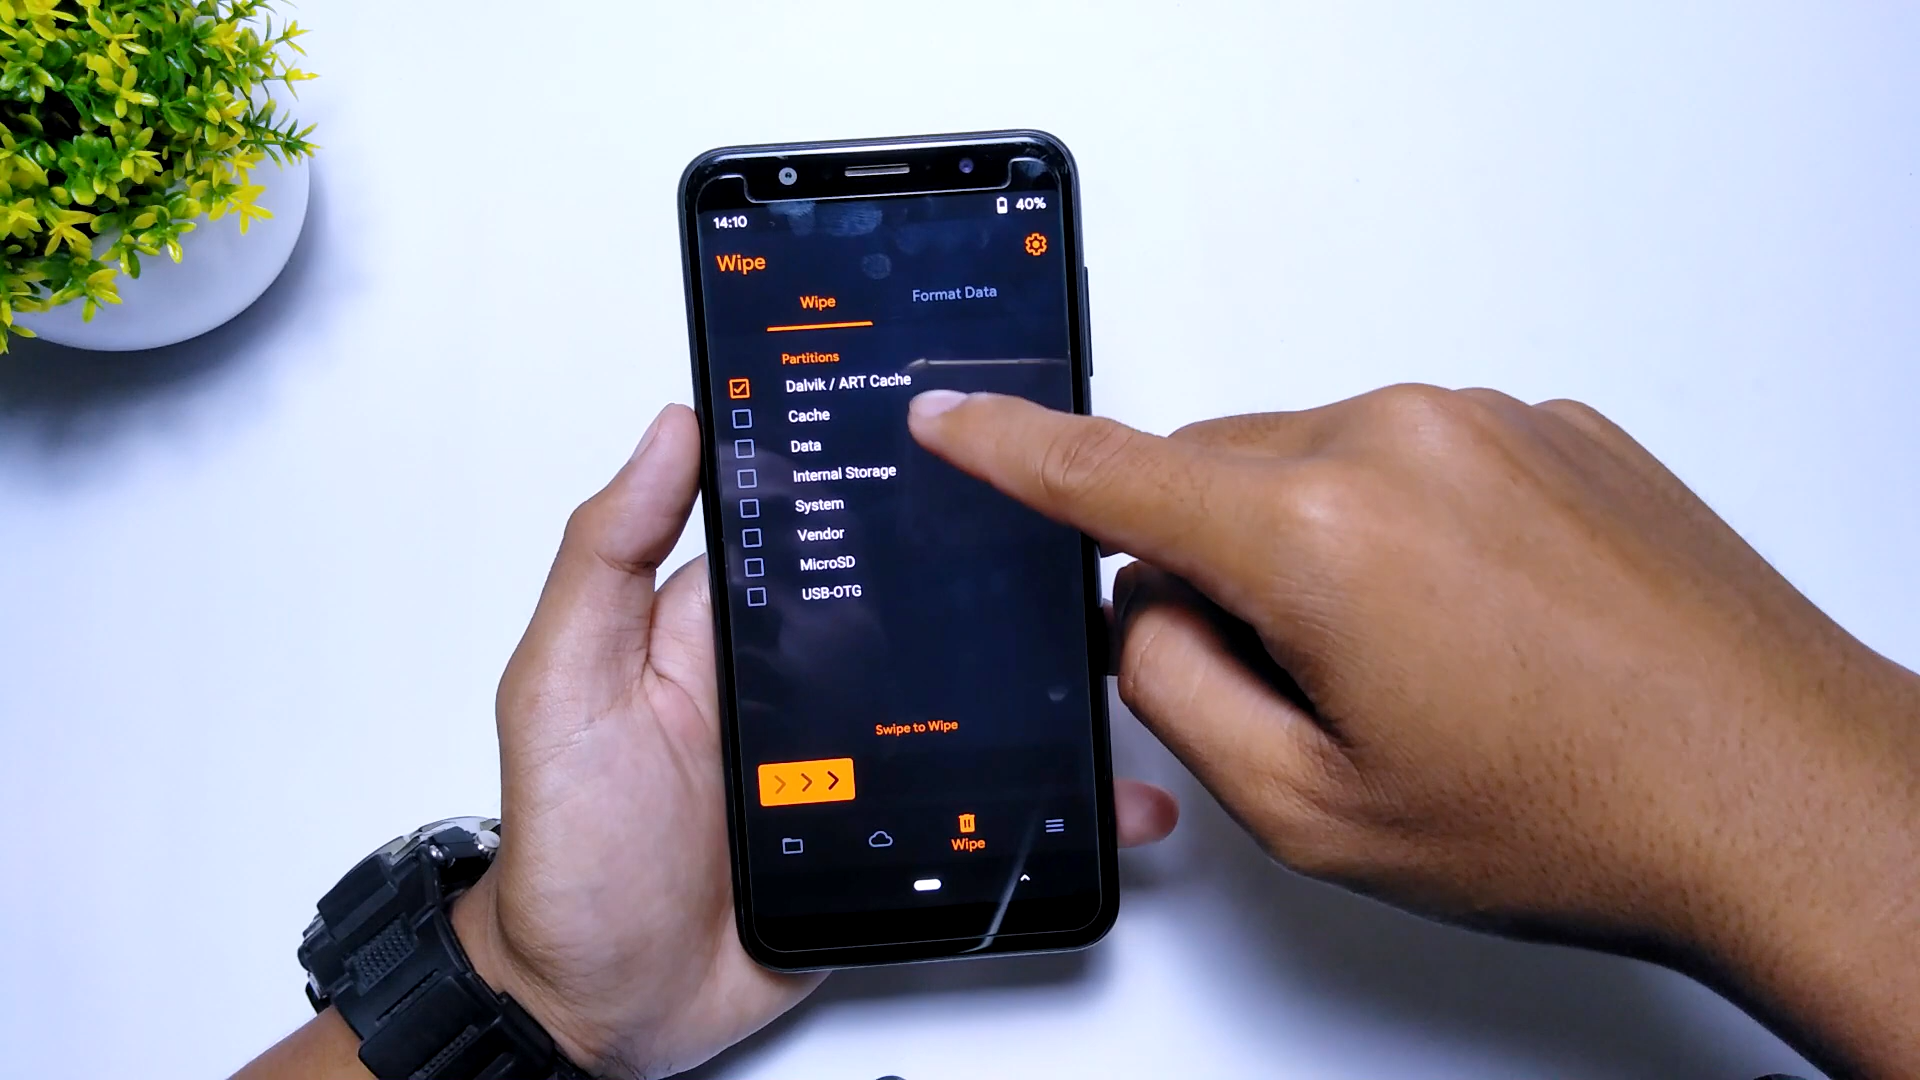 14:10
40%
Wipe
Wipe
Format Data
Partitions
Dalvik / ART Cache
Cache
Data
Internal Storage
System
Vendor
MicroSD
USB-OTG
Swipe to Wipe
Wipe